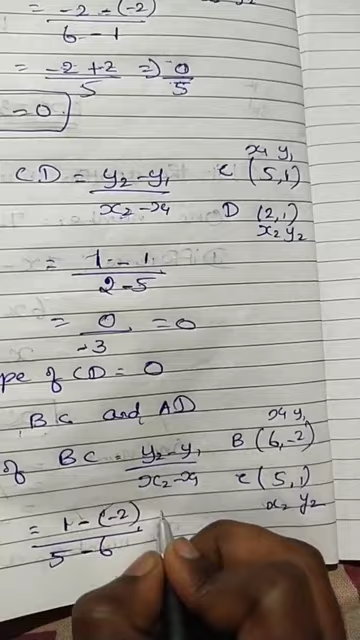 = -2 - (-2) / 6 - 1
= -2 + 2 / 5 => 0 / 5
= 0
CD = y2 - y1 / x2 - x1
x1 y1
C (5, 1)
D (2, 1)
x2 y2
= 1 - 1 / 2 - 5
= 0 / -3 = 0
pe of CD = 0
BC and AD
x1 y1
of BC = y2 - y1 / x2 - x1
B (6, -2)
C (5, 1)
x2 y2
= 1 - (-2) / 5 - 6